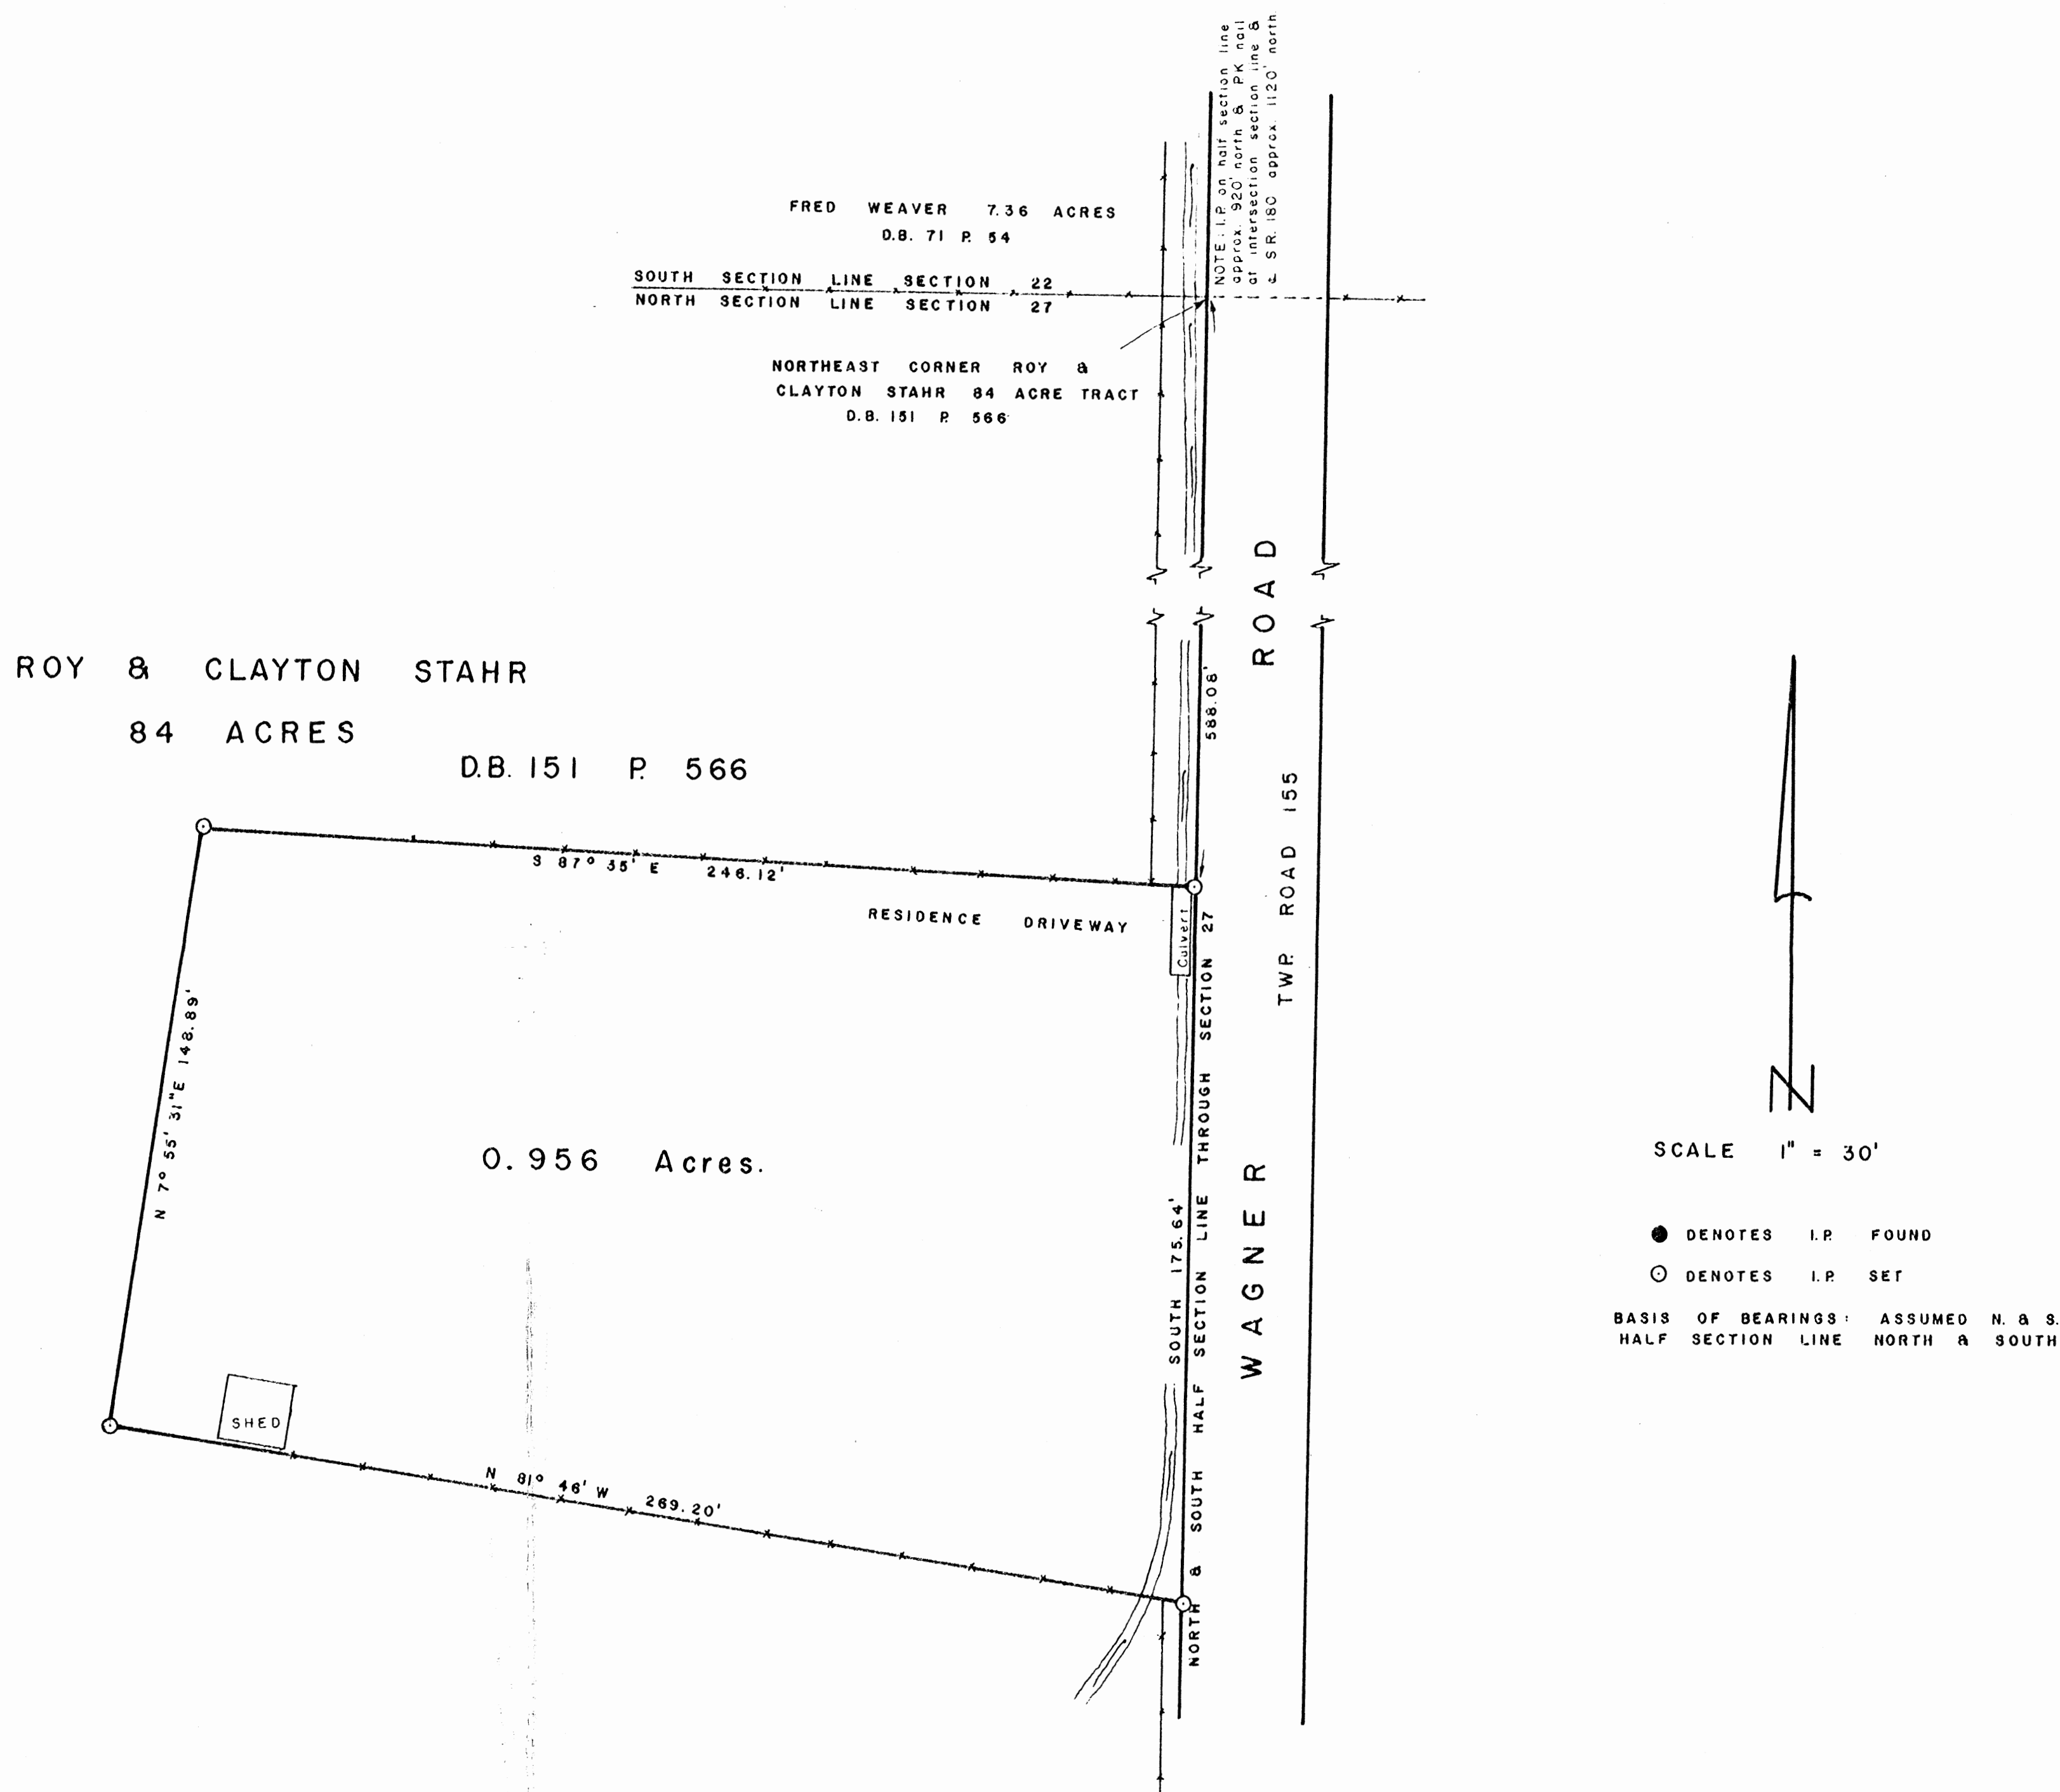 NOTE: I.P. on half section line
approx. 920' north & PK nail
at intersection section line &
℄ S.R. 180 approx. 1120' north
FRED WEAVER 7.36 ACRES
D.B. 71 P. 54
SOUTH SECTION LINE SECTION 22
NORTH SECTION LINE SECTION 27
NORTHEAST CORNER ROY &
CLAYTON STAHR 84 ACRE TRACT
D.B. 151 P. 566
ROY & CLAYTON STAHR
84 ACRES
D.B. 151 P. 566
588.08'
WAGNER ROAD
TWP. ROAD 155
S 87° 35' E 246.12'
RESIDENCE DRIVEWAY
Culvert
N 7° 55' 31" E 148.89'
0.956 Acres.
SOUTH 175.64'
NORTH & SOUTH HALF SECTION LINE THROUGH SECTION 27
SHED
N 81° 46' W 269.20'
N
SCALE 1" = 30'
DENOTES I.P. FOUND
DENOTES I.P. SET
BASIS OF BEARINGS: ASSUMED N. & S.
HALF SECTION LINE NORTH & SOUTH